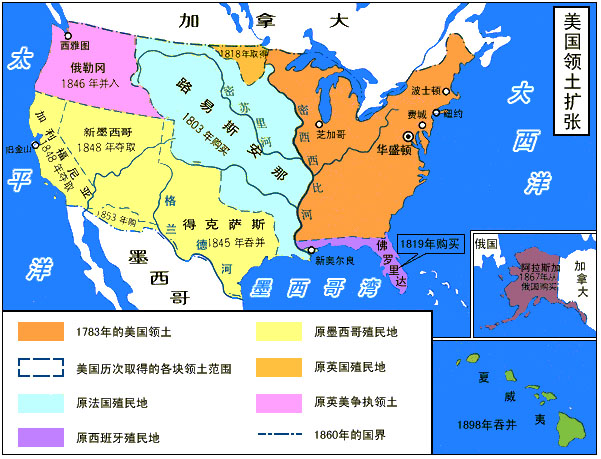 美国领土扩张
加拿大
太平洋
大西洋
西雅图
俄勒冈
1846年并入
1818年取得
路易斯安那
1803年购买
密苏里河
密西西比河
波士顿
费城
纽约
芝加哥
华盛顿
新墨西哥
1848年夺取
加利福尼亚
1848年夺取
旧金山
1853年购
格兰德河
得克萨斯
1845年吞并
佛罗里达
1819年购买
新奥尔良
墨西哥
墨西哥湾
俄国
阿拉斯加
1867年从
俄国购买
加拿大
夏威夷
1898年吞并
1783年的美国领土
原墨西哥殖民地
美国历次取得的各块领土范围
原英国殖民地
原法国殖民地
原英美争执领土
原西班牙殖民地
1860年的国界